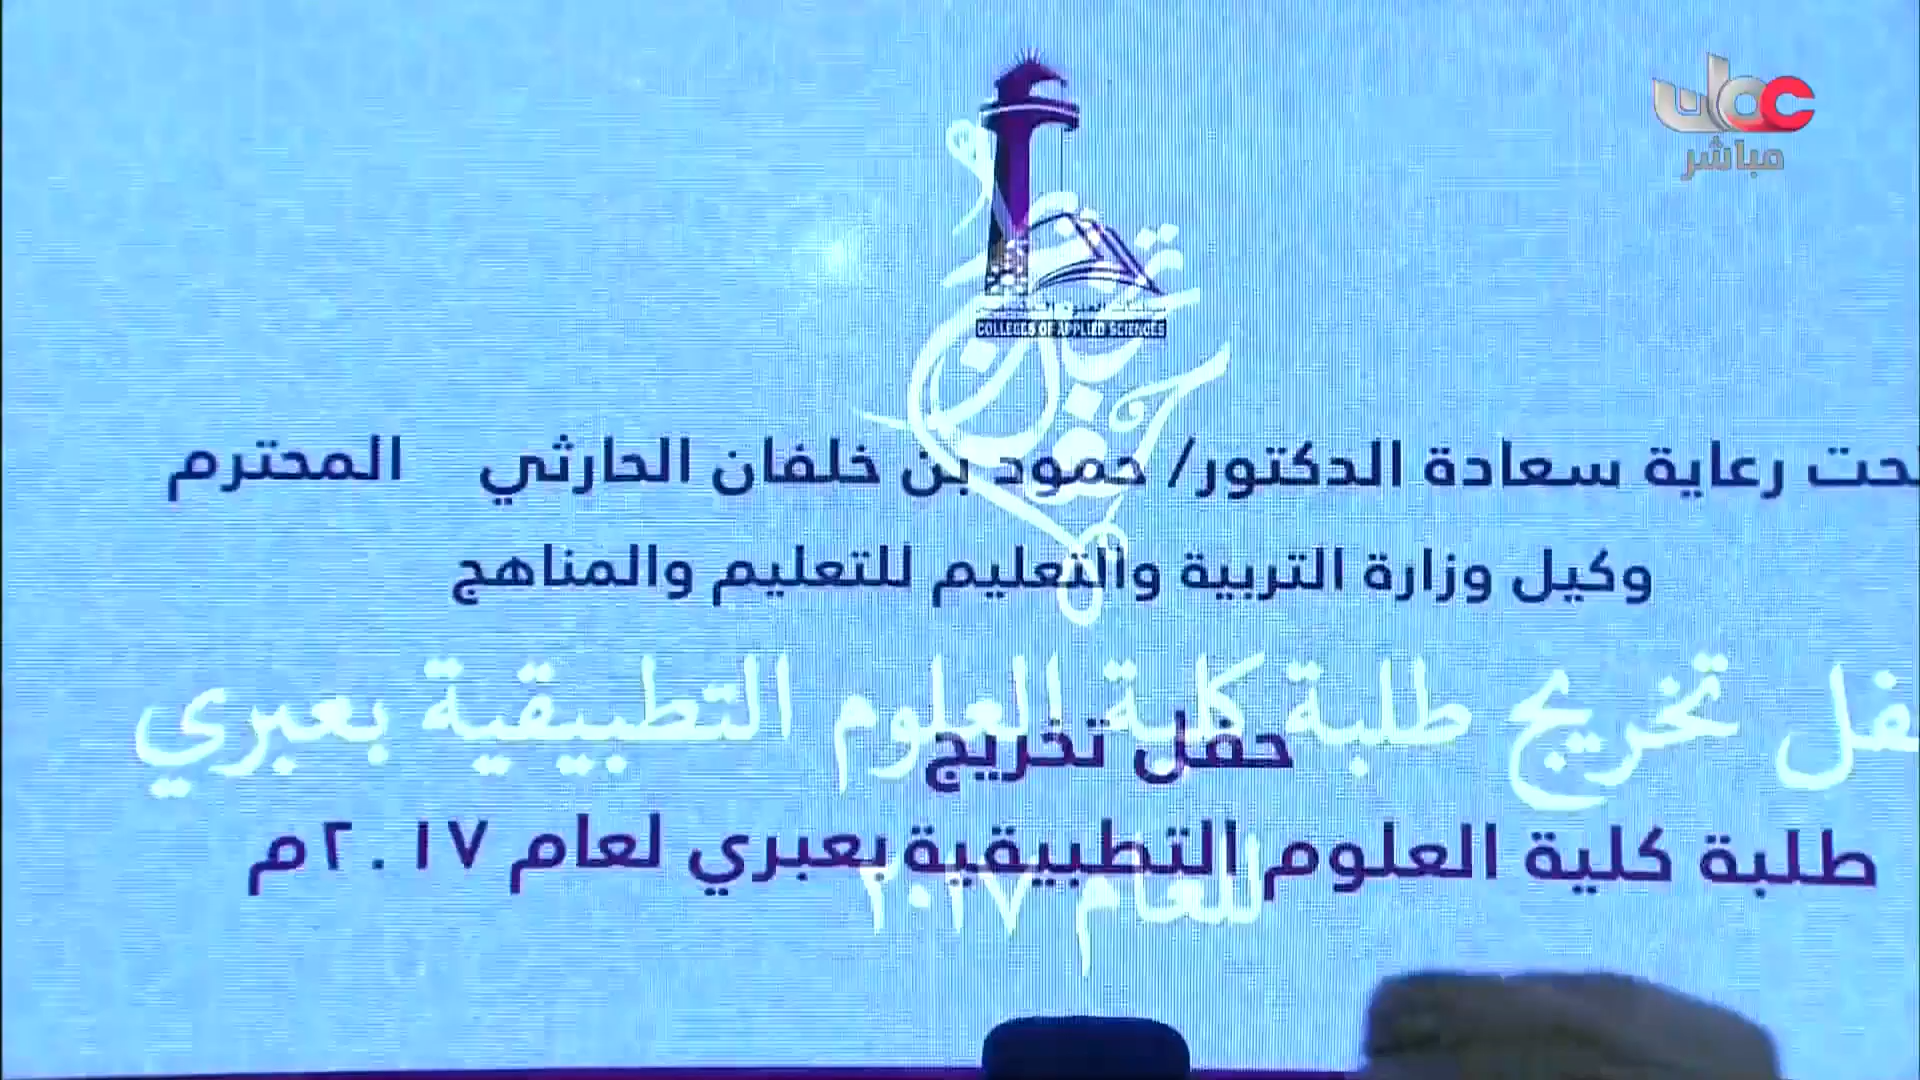 عمان
مباشر
COLLEGES OF APPLIED SCIENCES
تحت رعاية سعادة الدكتور/ حمود بن خلفان الحارثي المحترم
وكيل وزارة التربية والتعليم للتعليم والمناهج
حفل تخريج طلبة كلية العلوم التطبيقية بعبري
للعام ٢٠١٧
حفل تخريج
طلبة كلية العلوم التطبيقية بعبري لعام ٢٠١٧م